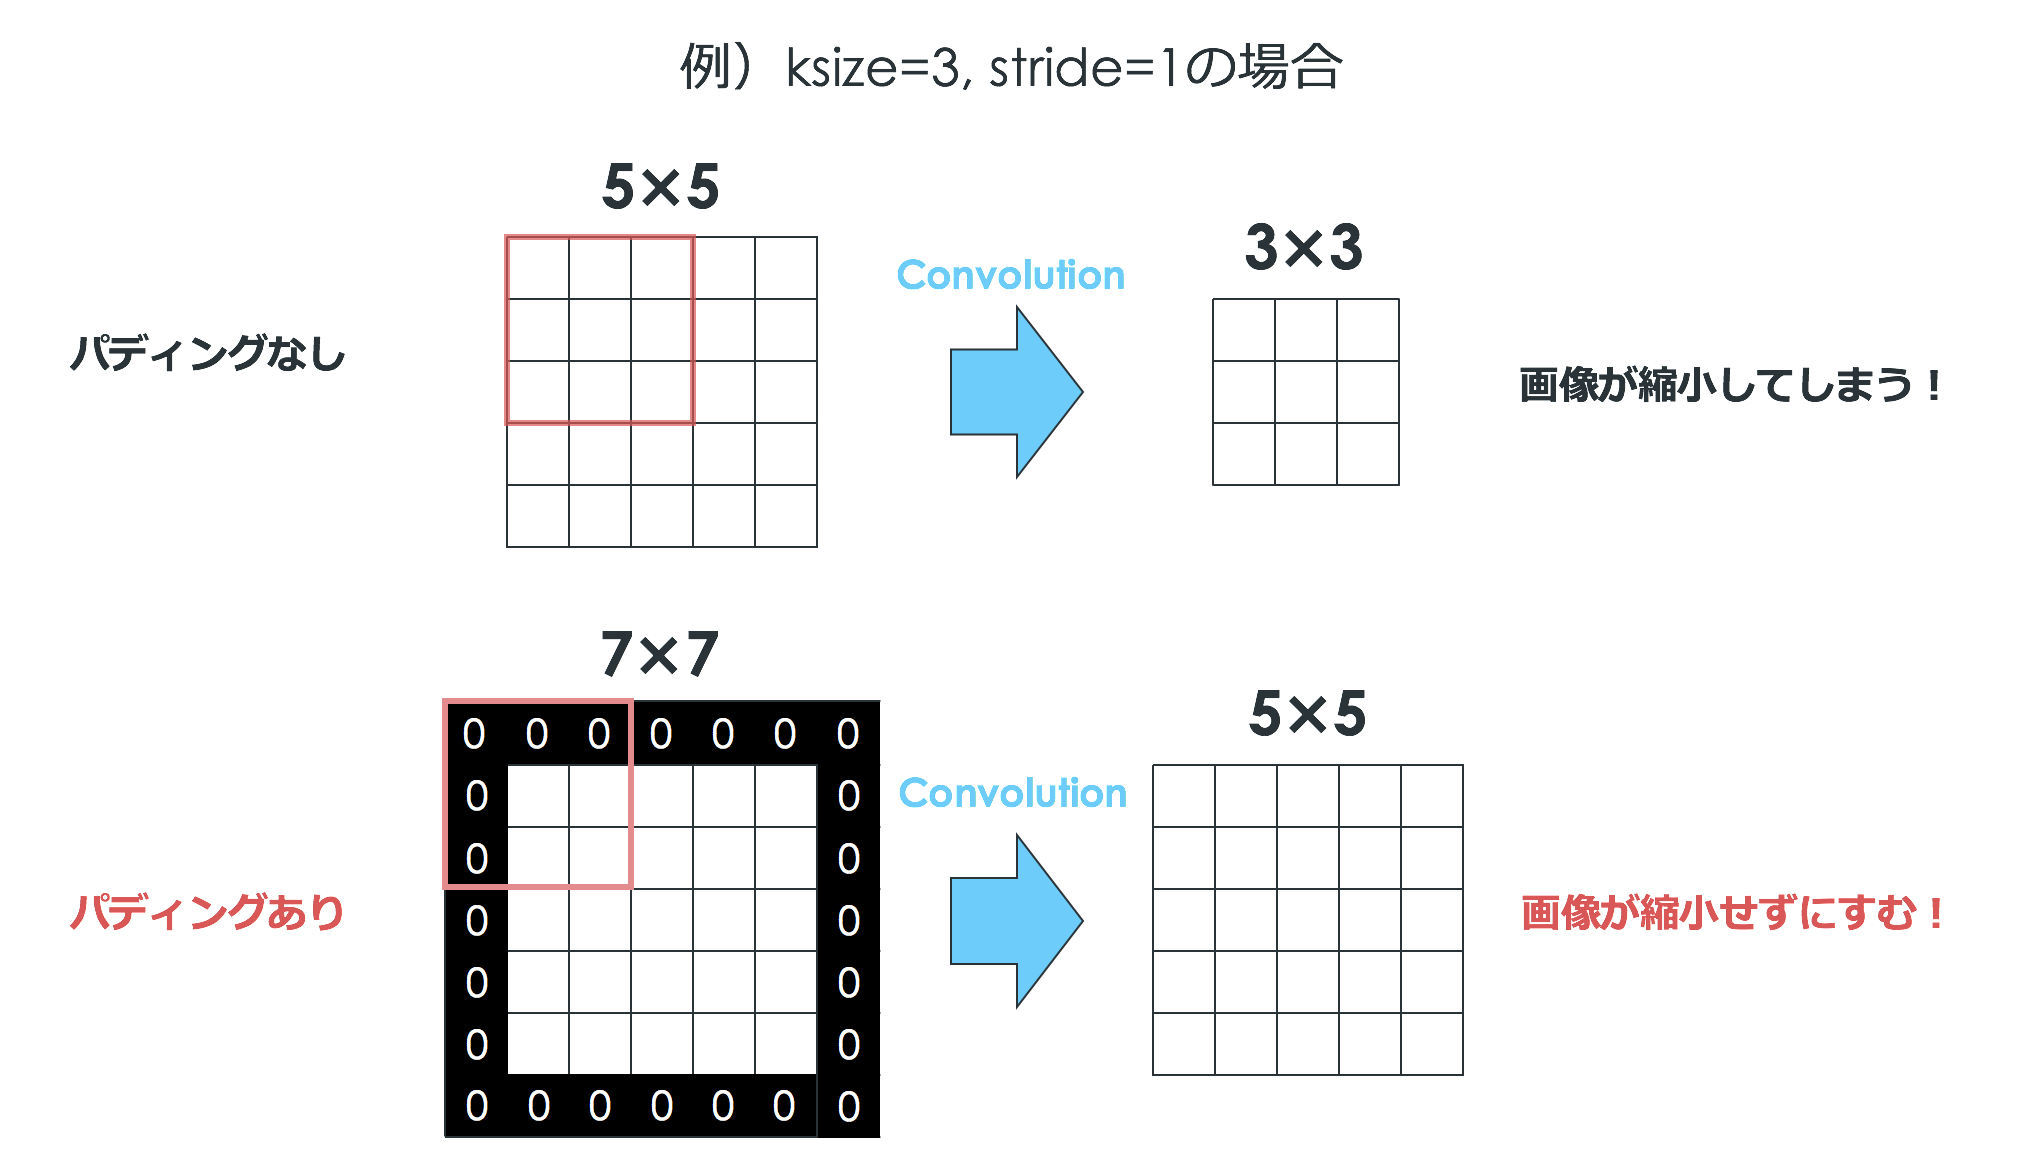 例）ksize=3, stride=1の場合
5×5
3×3
Convolution
パディングなし
画像が縮小してしまう！
7×7
5×5
0 0 0 0 0 0 0
0 0
Convolution
0 0
パディングあり
0 0
画像が縮小せずにすむ！
0 0
0 0
0 0 0 0 0 0 0